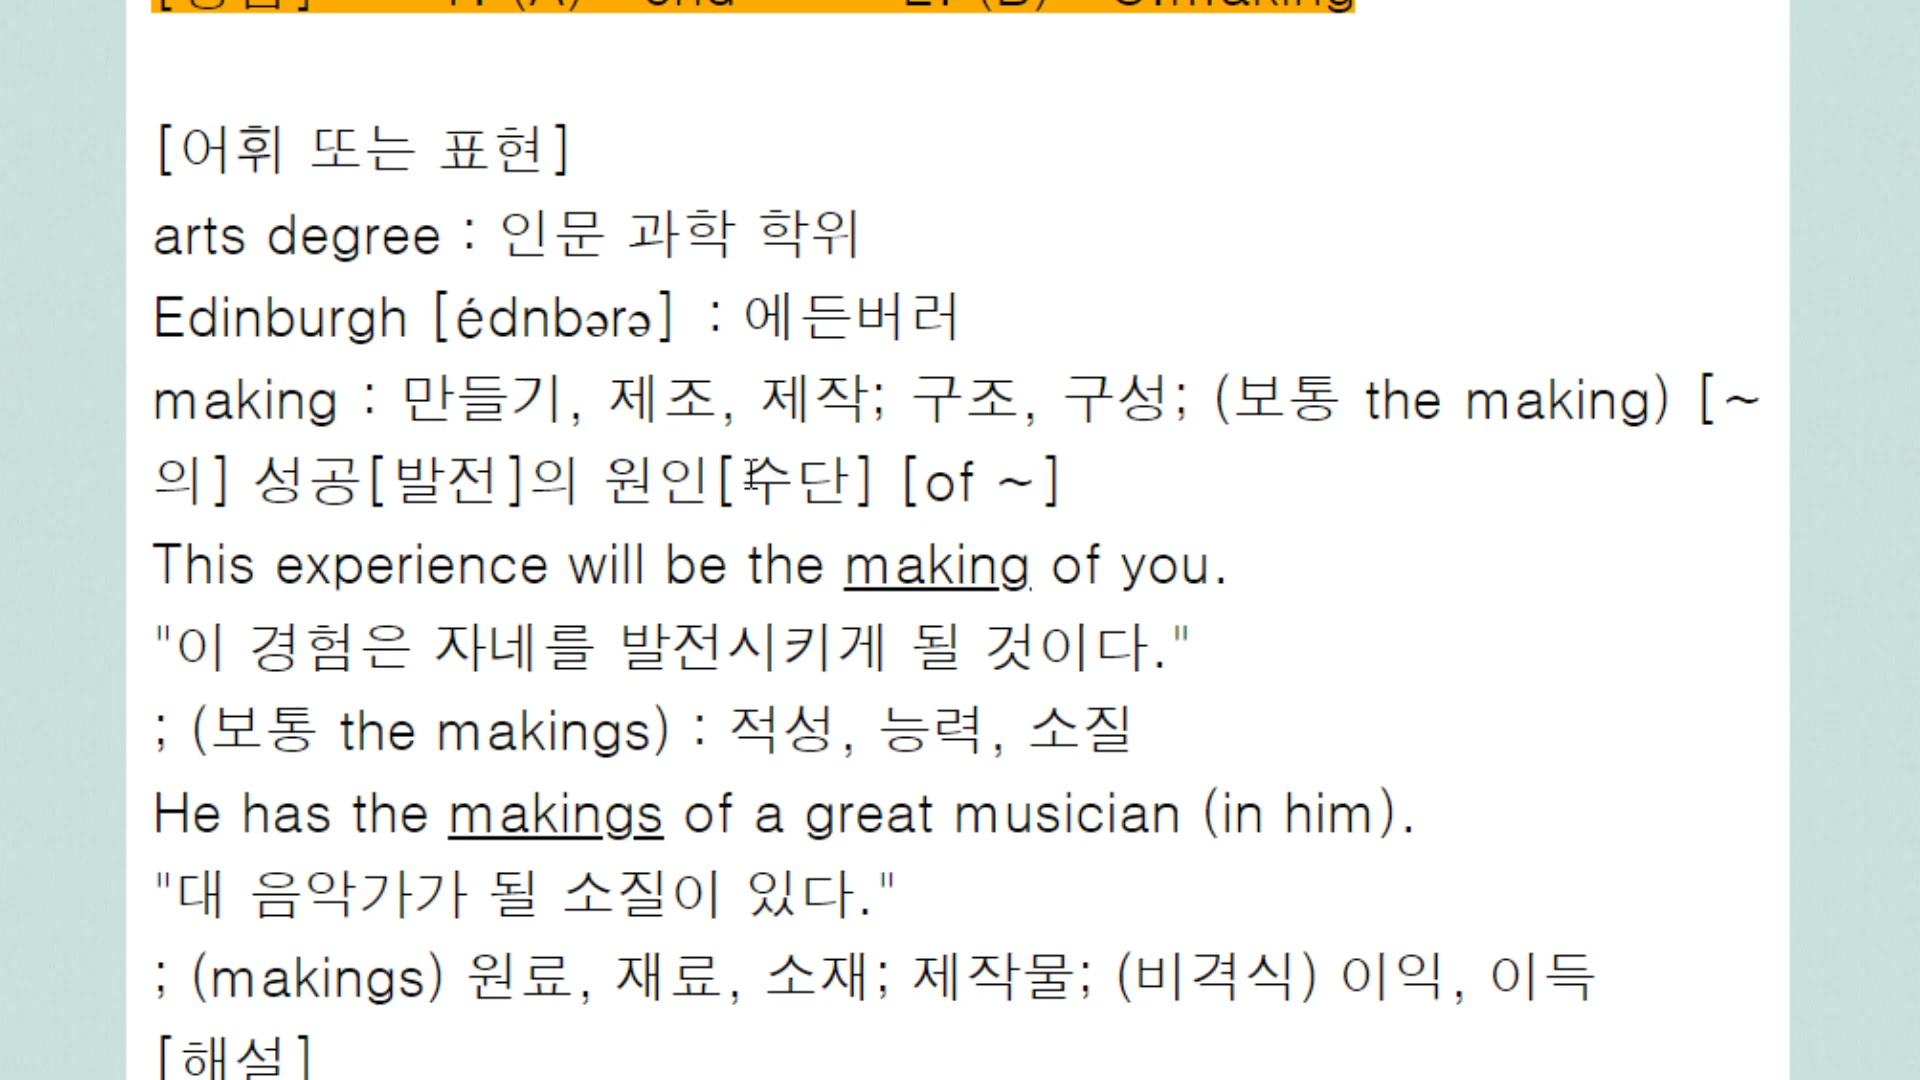 [어휘 또는 표현]
arts degree : 인문 과학 학위
Edinburgh [édnbərə] : 에든버러
making : 만들기, 제조, 제작; 구조, 구성; (보통 the making) [~
의] 성공[발전]의 원인[수단] [of ~]
This experience will be the making of you.
"이 경험은 자네를 발전시키게 될 것이다."
; (보통 the makings) : 적성, 능력, 소질
He has the makings of a great musician (in him).
"대 음악가가 될 소질이 있다."
; (makings) 원료, 재료, 소재; 제작물; (비격식) 이익, 이득
[해설]